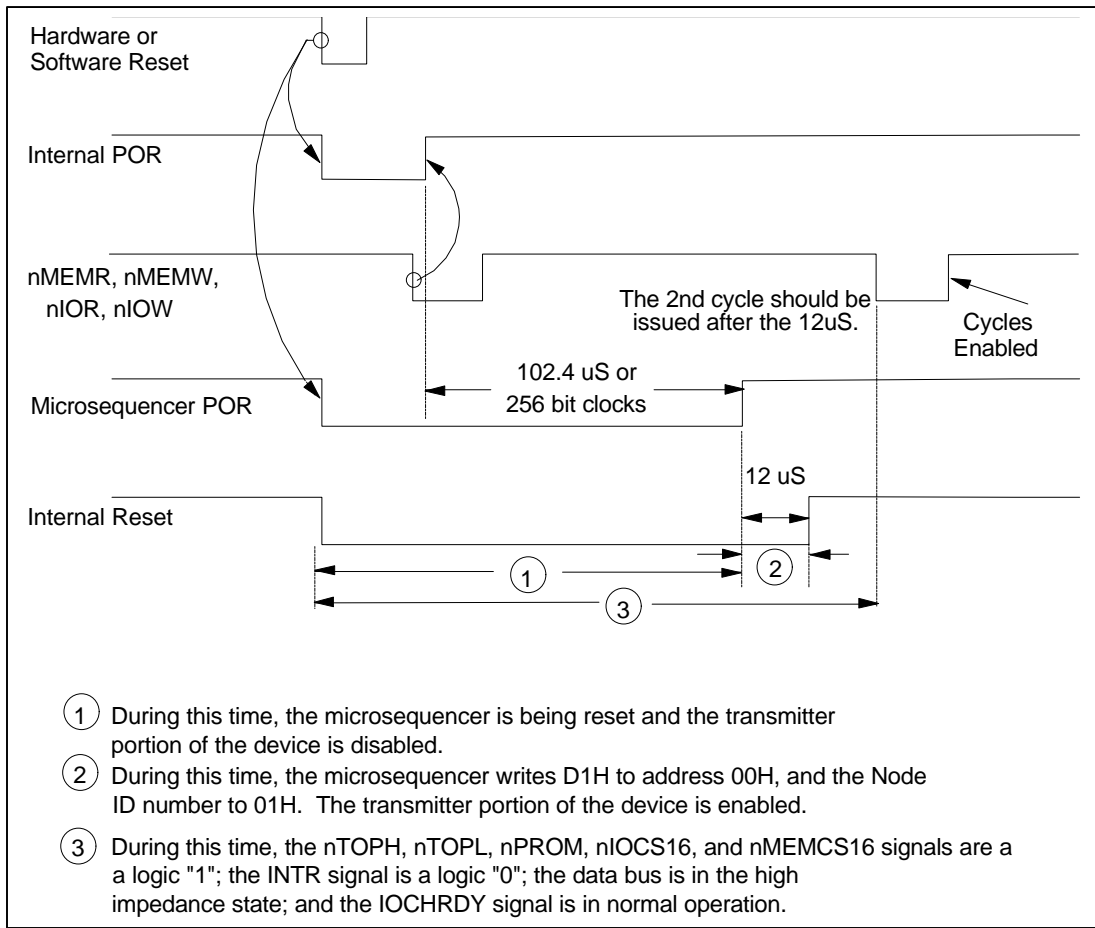 Hardware or
Software Reset
Internal POR
nMEMR, nMEMW,
nIOR, nIOW
The 2nd cycle should be
issued after the 12uS.
Cycles
Enabled
102.4 uS or
256 bit clocks
Microsequencer POR
12 uS
Internal Reset
1
2
3
1 During this time, the microsequencer is being reset and the transmitter
portion of the device is disabled.
2 During this time, the microsequencer writes D1H to address 00H, and the Node
ID number to 01H. The transmitter portion of the device is enabled.
3 During this time, the nTOPH, nTOPL, nPROM, nIOCS16, and nMEMCS16 signals are a
a logic "1"; the INTR signal is a logic "0"; the data bus is in the high
impedance state; and the IOCHRDY signal is in normal operation.